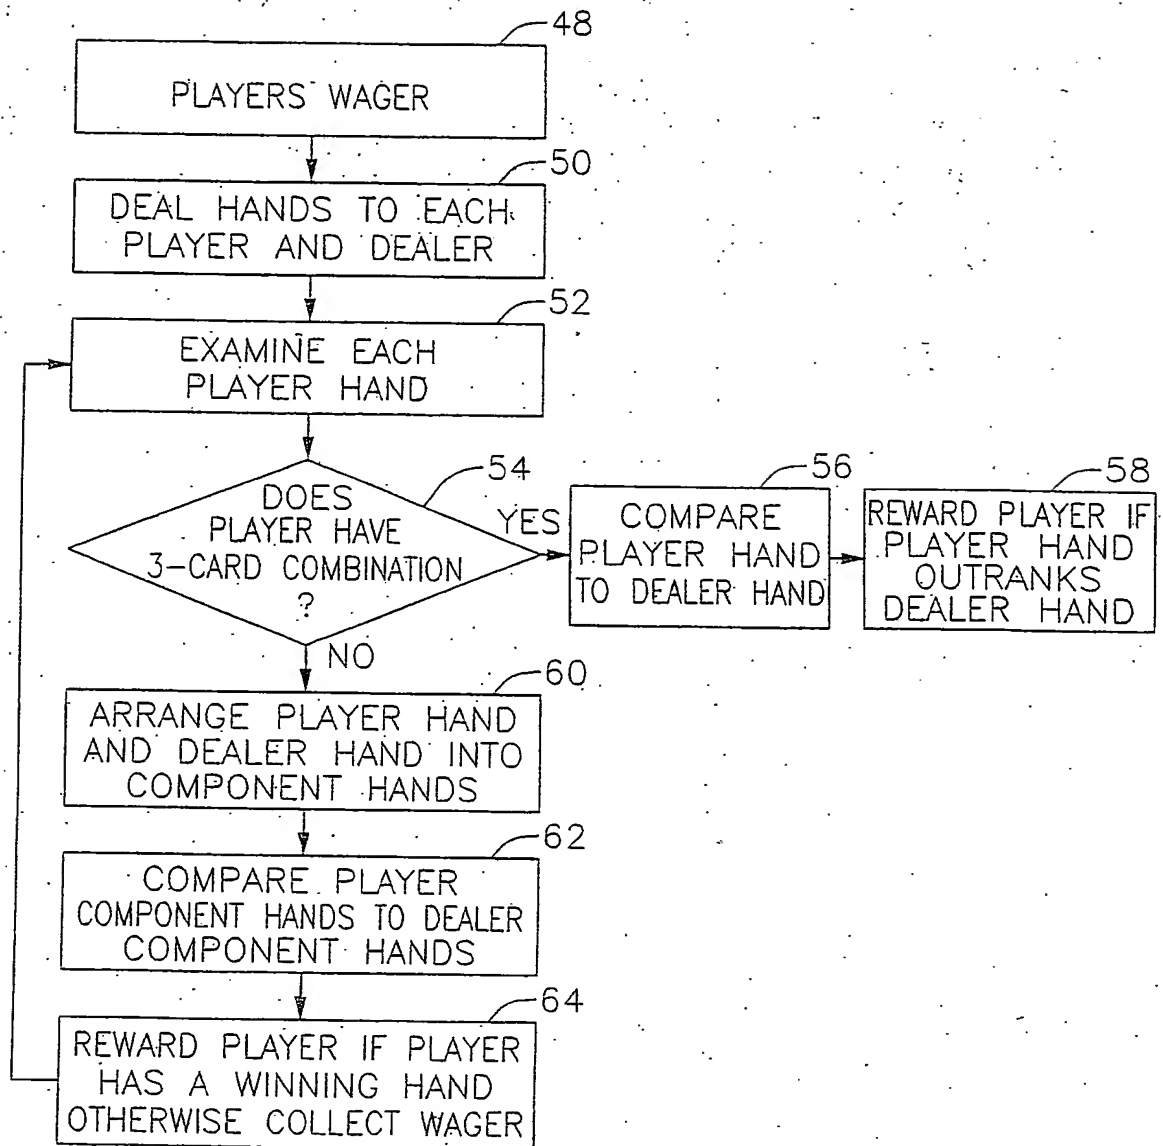 48
PLAYERS WAGER
50
DEAL HANDS TO EACH
PLAYER AND DEALER
52
EXAMINE EACH
PLAYER HAND
54
DOES
PLAYER HAVE
3-CARD COMBINATION
?
YES
56
COMPARE
PLAYER HAND
TO DEALER HAND
58
REWARD PLAYER IF
PLAYER HAND
OUTRANKS
DEALER HAND
NO
60
ARRANGE PLAYER HAND
AND DEALER HAND INTO
COMPONENT HANDS
62
COMPARE PLAYER
COMPONENT HANDS TO DEALER
COMPONENT HANDS
64
REWARD PLAYER IF PLAYER
HAS A WINNING HAND
OTHERWISE COLLECT WAGER